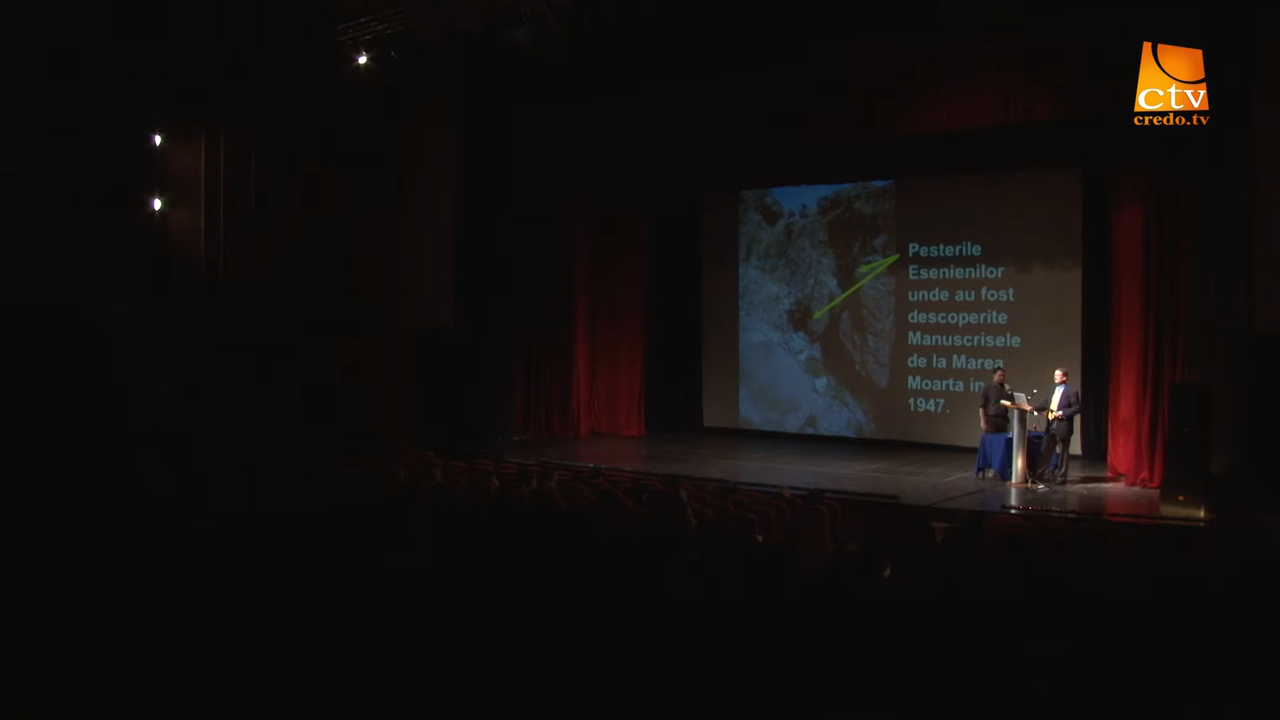 ctv
credo.tv
Pesterile
Esenienilor
unde au fost
descoperite
Manuscrisele
de la Marea
Moarta in
1947.